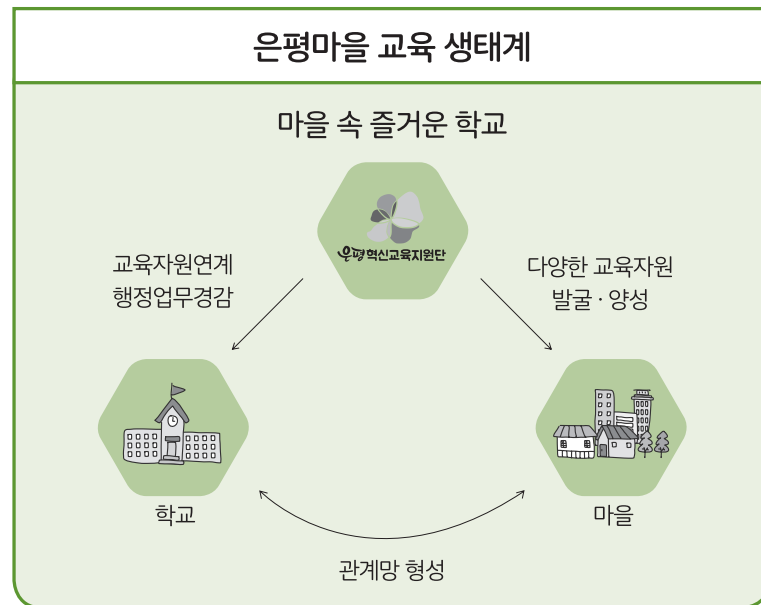 은평마을 교육 생태계
마을 속 즐거운 학교
은평혁신교육지원단
교육자원연계
행정업무경감
다양한 교육자원
발굴 · 양성
학교
마을
관계망 형성